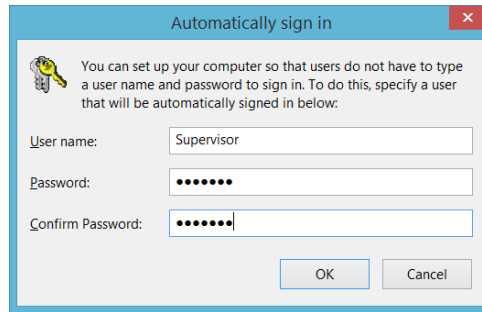 Automatically sign in
You can set up your computer so that users do not have to type
a user name and password to sign in. To do this, specify a user
that will be automatically signed in below:
User name:
Supervisor
Password:
●●●●●●●
Confirm Password:
●●●●●●●
OK
Cancel